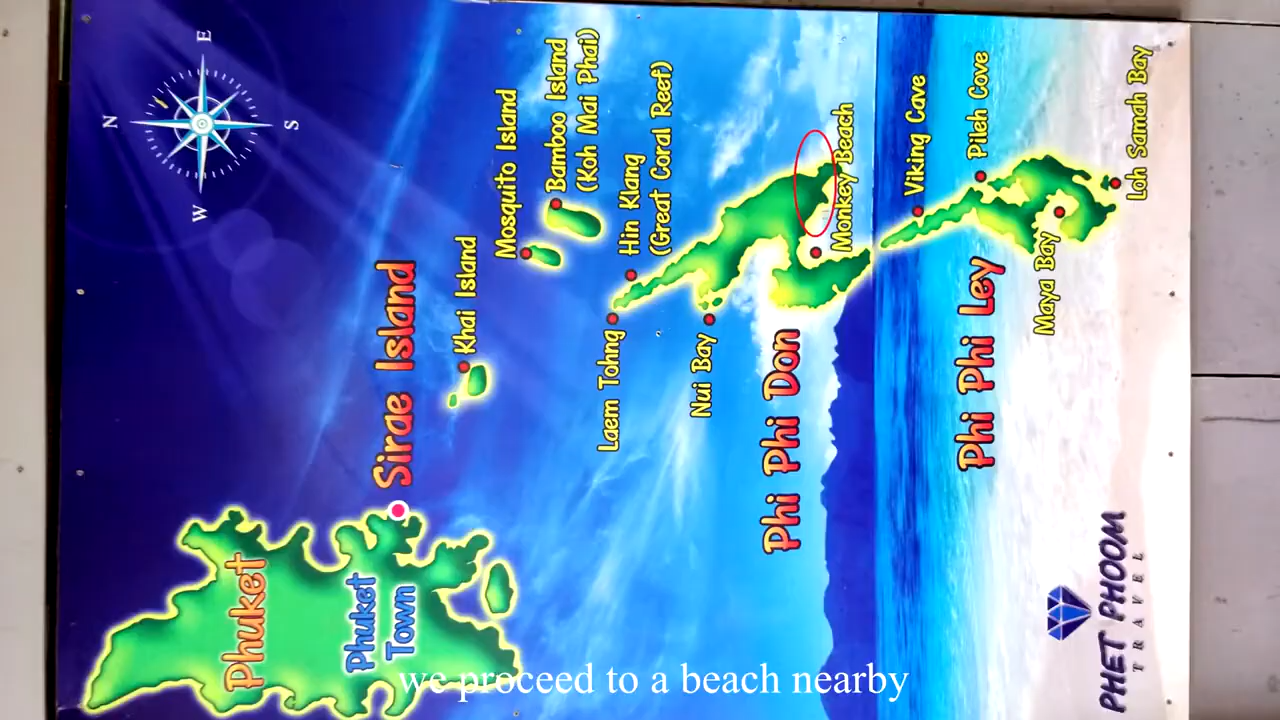 E
N
S
W
Mosquito Island
Bamboo Island
(Koh Mai Phai)
Hin Klang
(Great Coral Reef)
Monkey Beach
Viking Cave
Pileh Cove
Loh Samah Bay
Khai Island
Sirae Island
Laem Tohng
Nui Bay
Phi Phi Don
Phi Phi Ley
Maya Bay
Phuket
Phuket
Town
PHET PHOOM
TRAVEL
we proceed to a beach nearby